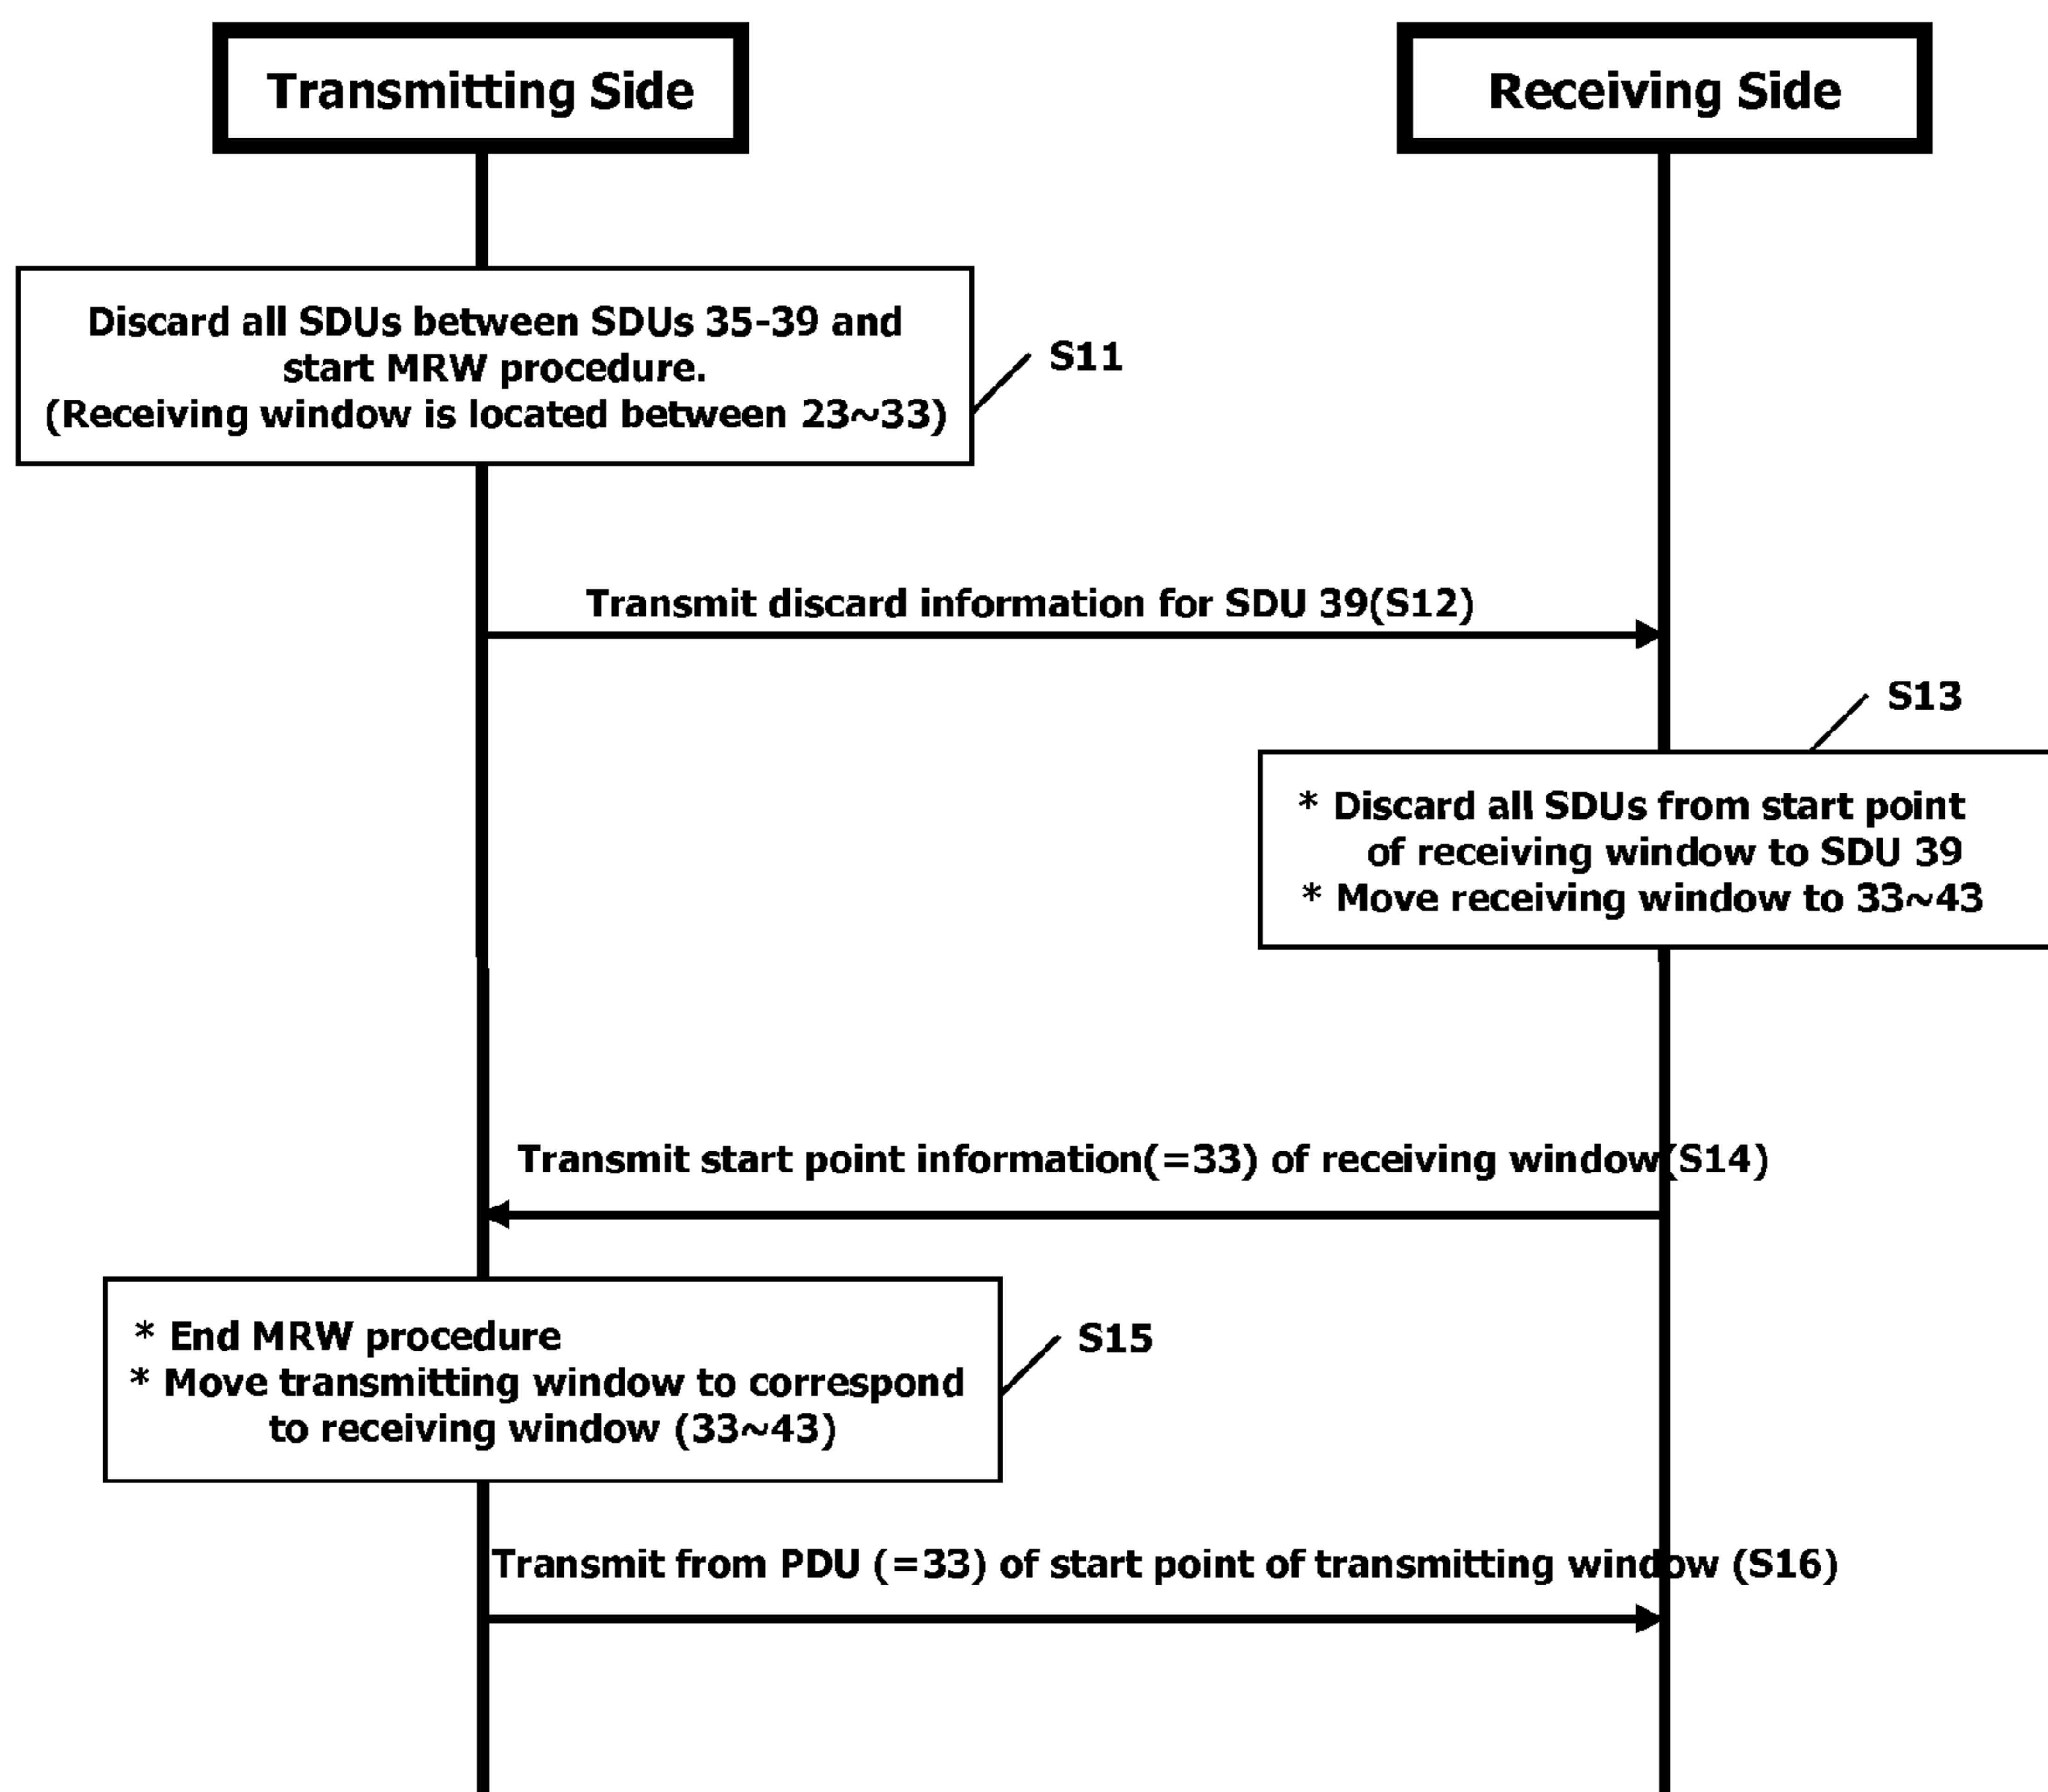 Transmitting Side
Receiving Side
Discard all SDUs between SDUs 35-39 and
start MRW procedure.
(Receiving window is located between 23~33)
S11
Transmit discard information for SDU 39(S12)
S13
* Discard all SDUs from start point
of receiving window to SDU 39
* Move receiving window to 33~43
Transmit start point information(=33) of receiving window(S14)
* End MRW procedure
* Move transmitting window to correspond
to receiving window (33~43)
S15
Transmit from PDU (=33) of start point of transmitting window (S16)